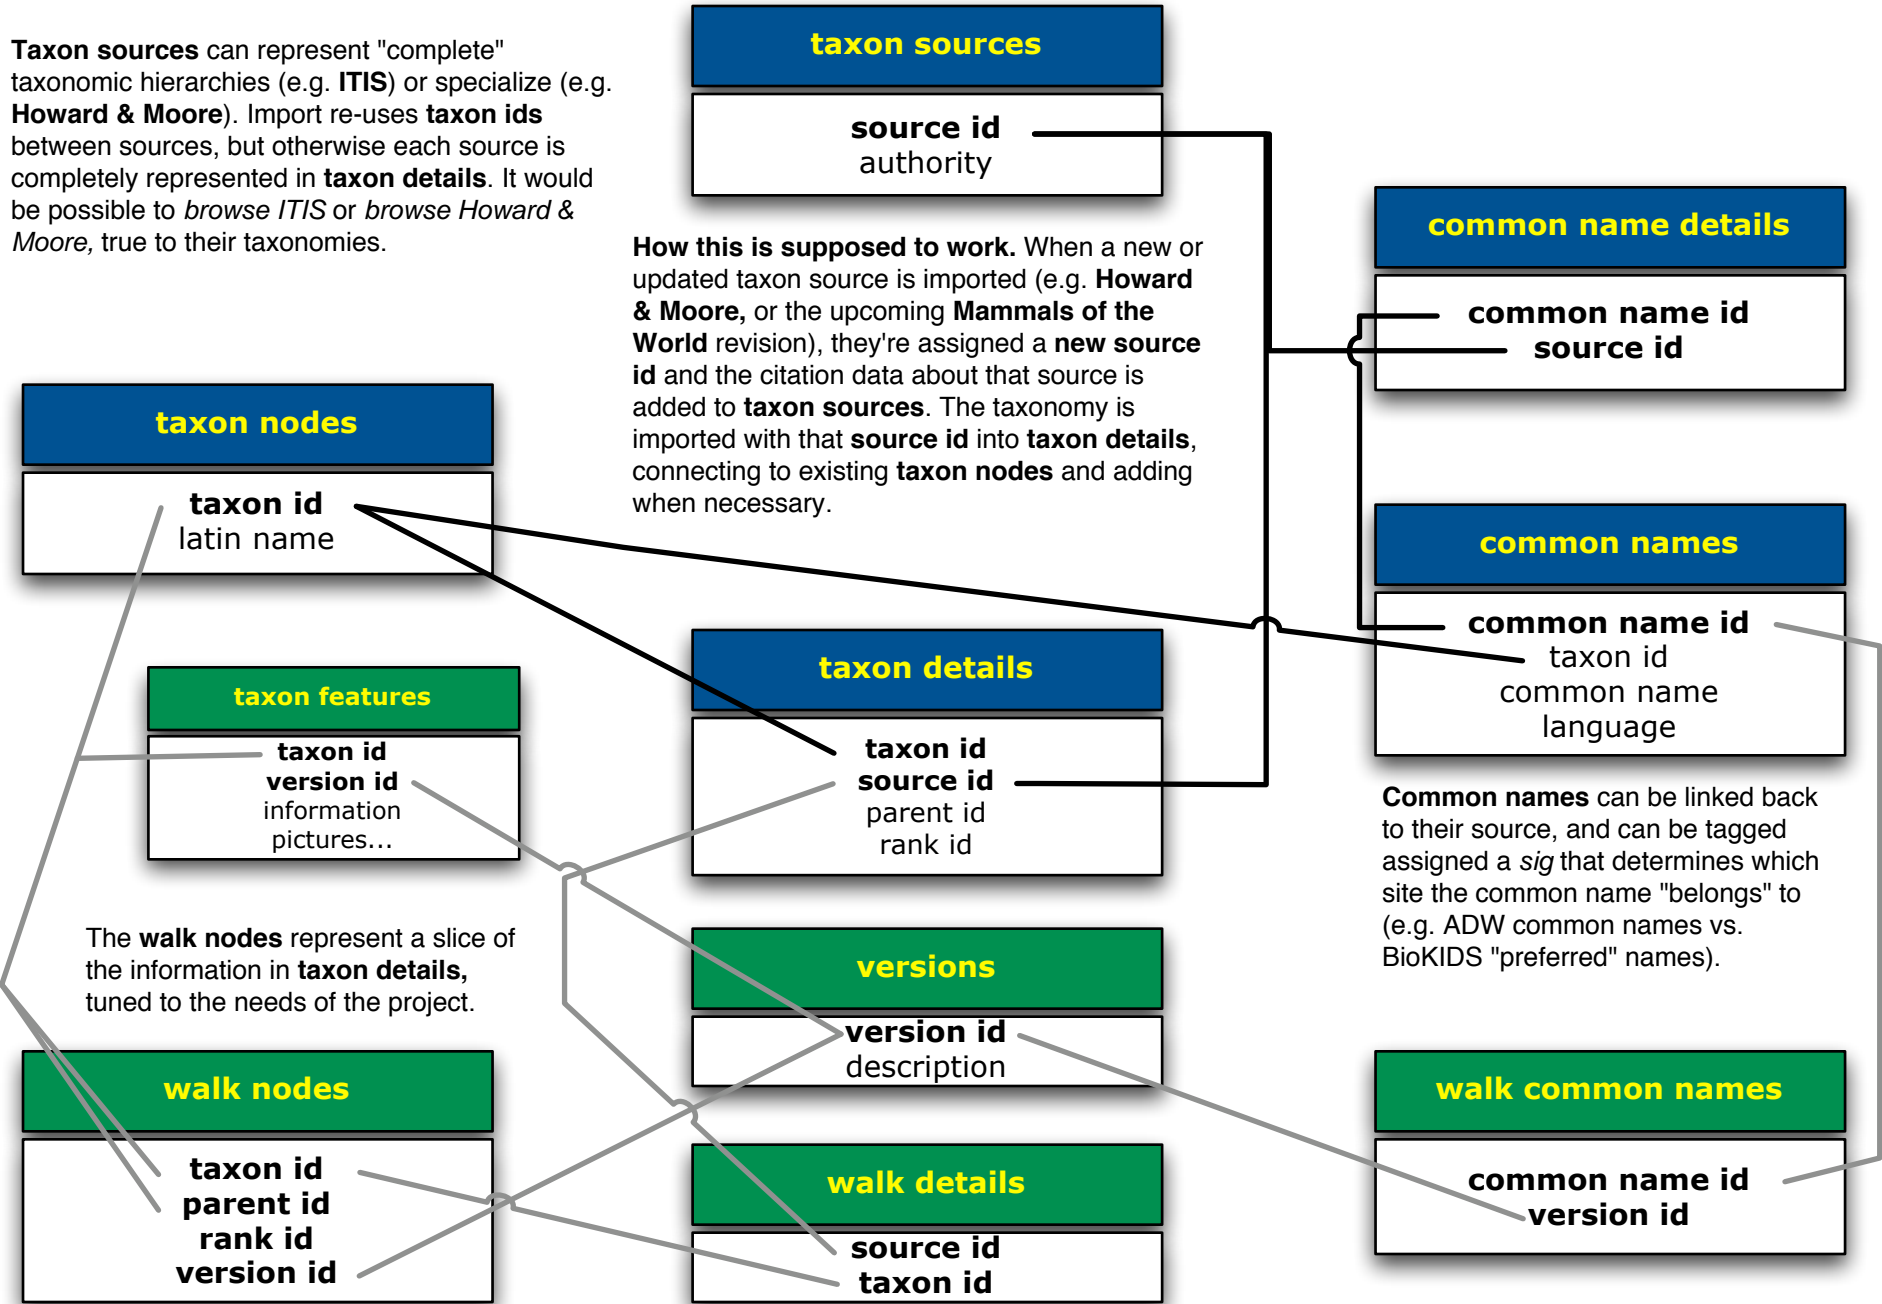 Taxon sources can represent "complete"
taxonomic hierarchies (e.g. ITIS) or specialize (e.g.
Howard & Moore). Import re-uses taxon ids
between sources, but otherwise each source is
completely represented in taxon details. It would
be possible to browse ITIS or browse Howard &
Moore, true to their taxonomies.
taxon sources
source id
authority
How this is supposed to work. When a new or
updated taxon source is imported (e.g. Howard
& Moore, or the upcoming Mammals of the
World revision), they're assigned a new source
id and the citation data about that source is
added to taxon sources. The taxonomy is
imported with that source id into taxon details,
connecting to existing taxon nodes and adding
when necessary.
common name details
common name id
source id
taxon nodes
taxon id
latin name
common names
common name id
taxon id
common name
language
taxon features
taxon id
version id
information
pictures...
taxon details
taxon id
source id
parent id
rank id
Common names can be linked back
to their source, and can be tagged
assigned a sig that determines which
site the common name "belongs" to
(e.g. ADW common names vs.
BioKIDS "preferred" names).
The walk nodes represent a slice of
the information in taxon details,
tuned to the needs of the project.
versions
version id
description
walk nodes
taxon id
parent id
rank id
version id
walk details
source id
taxon id
walk common names
common name id
version id